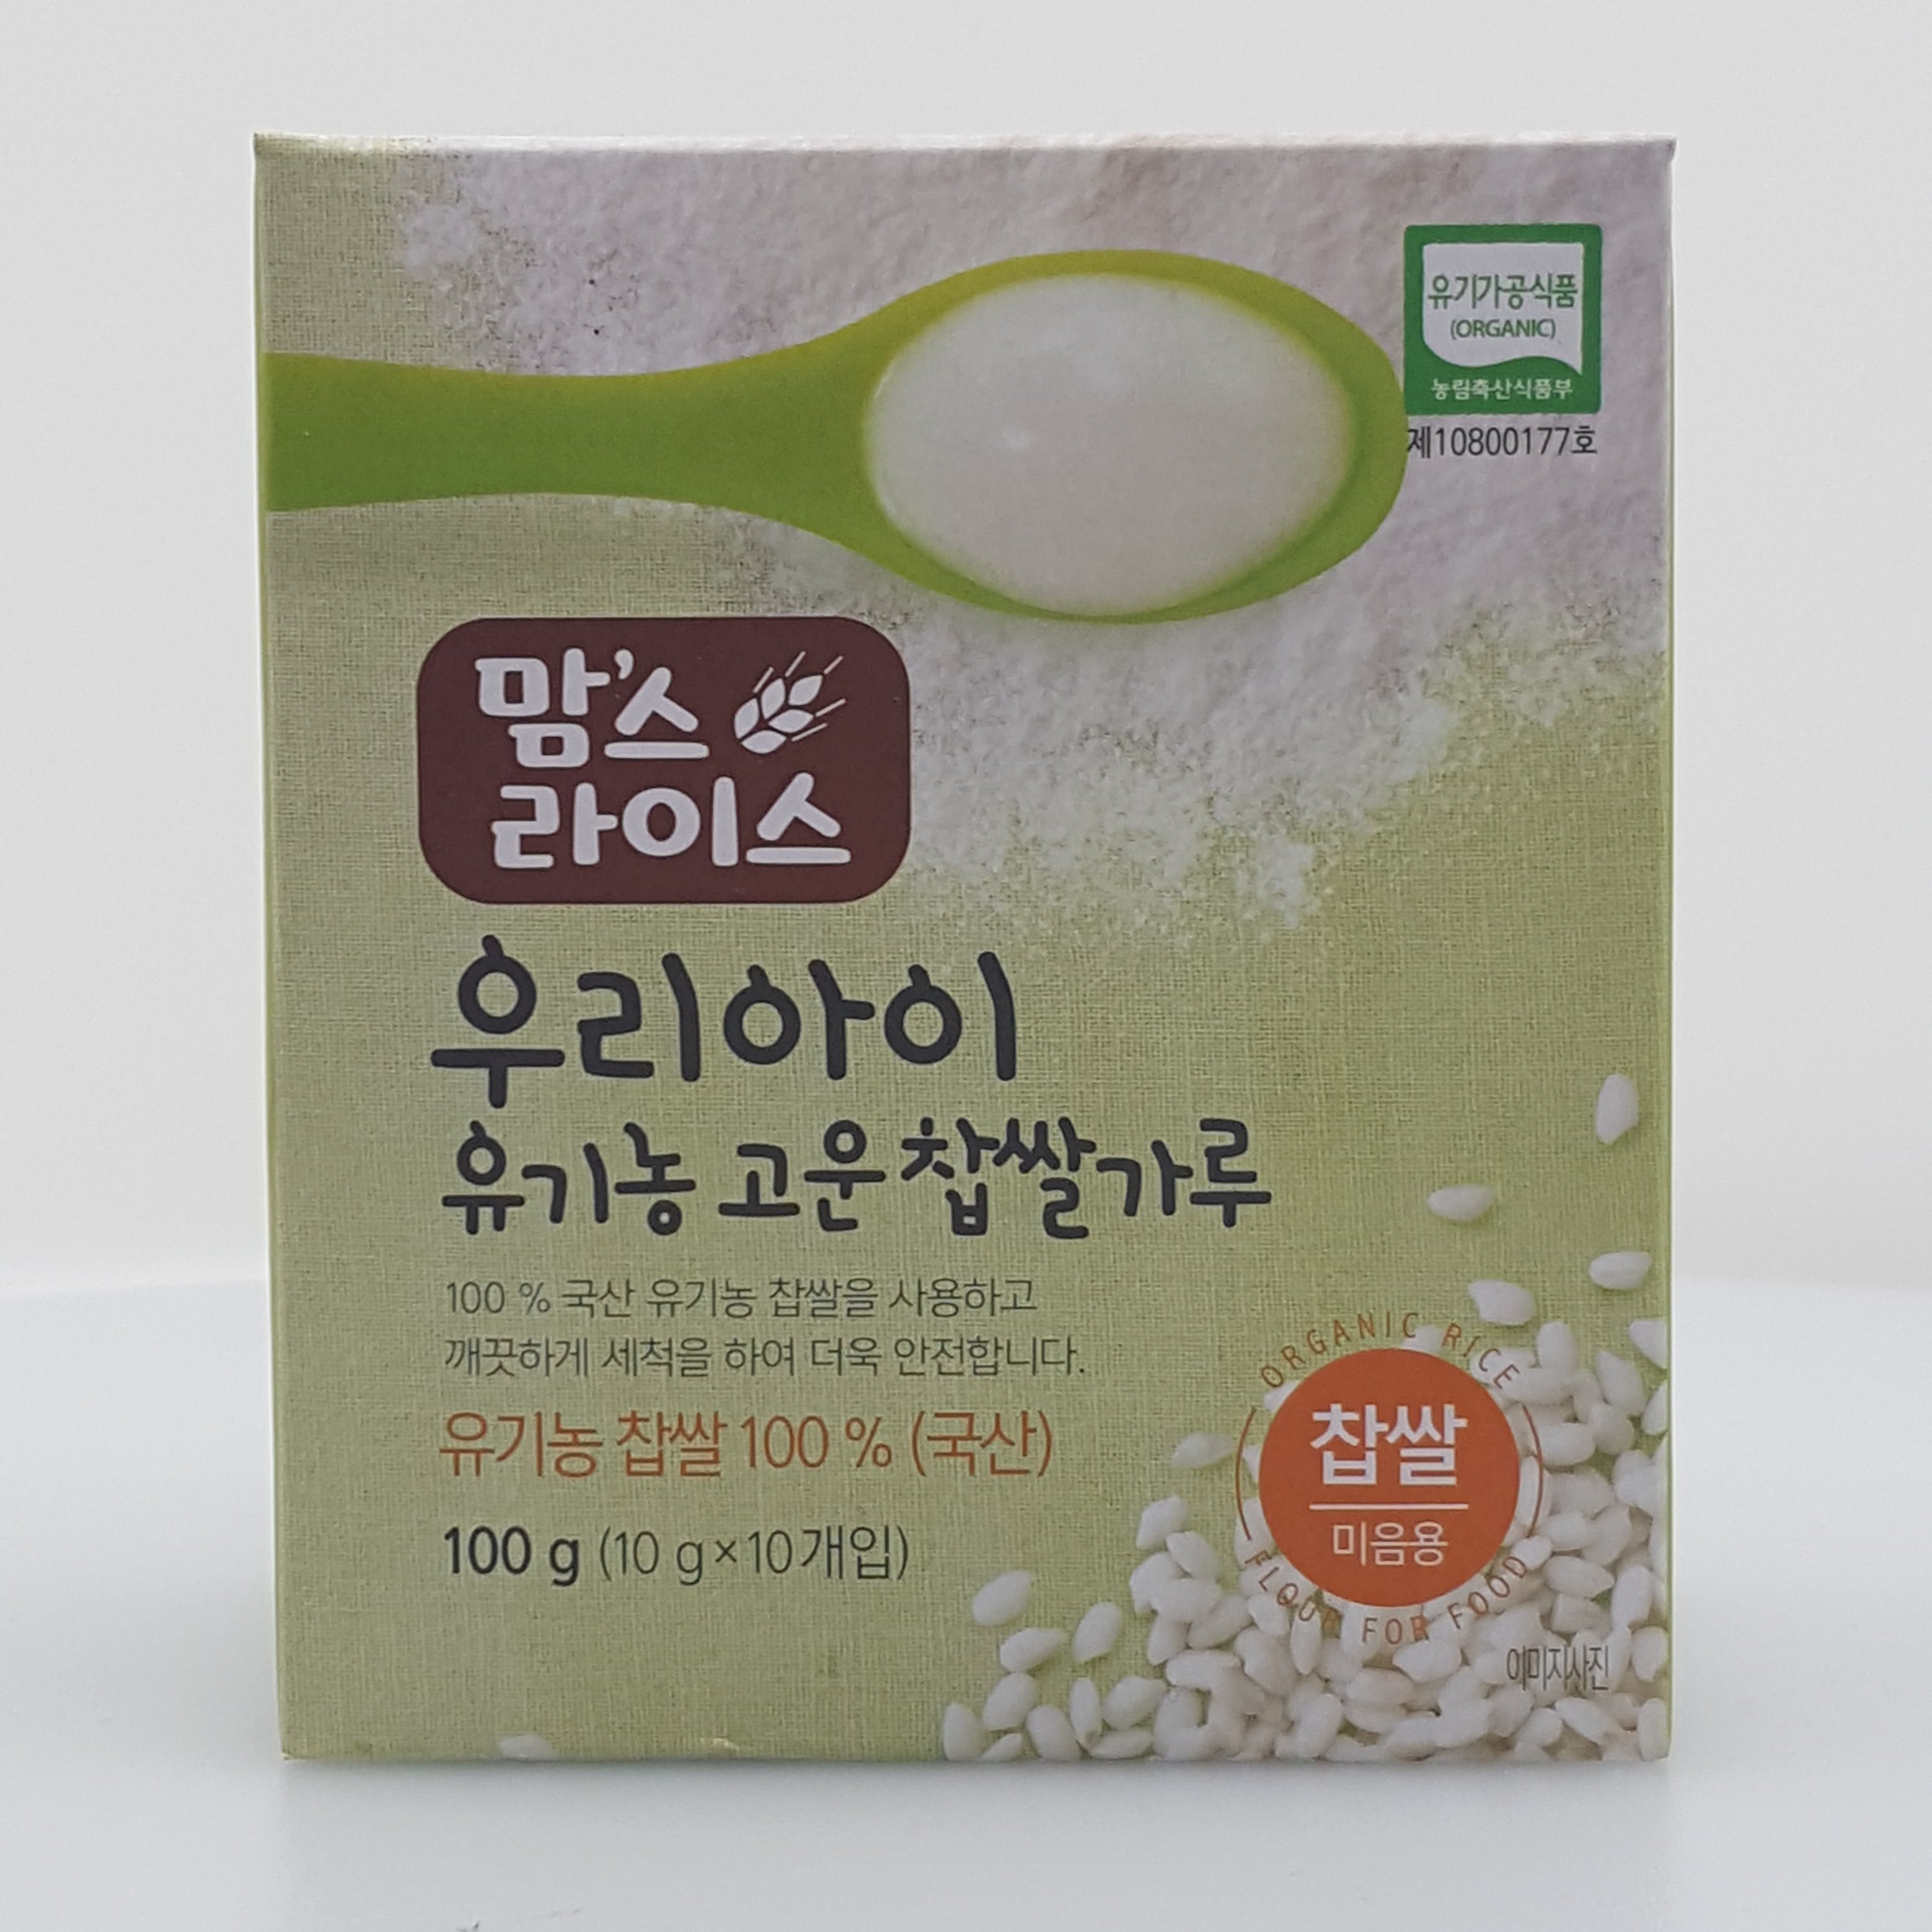 유기가공식품
(ORGANIC)
농림축산식품부
제10800177호
맘's
라이스
우리아이
유기농 고운 찹쌀가루
100 % 국산 유기농 찹쌀을 사용하고
깨끗하게 세척을 하여 더욱 안전합니다.
유기농 찹쌀 100 % (국산)
100 g (10 g×10개입)
ORGANIC RICE
찹쌀
미음용
FLOUR FOR FOOD
이미지사진